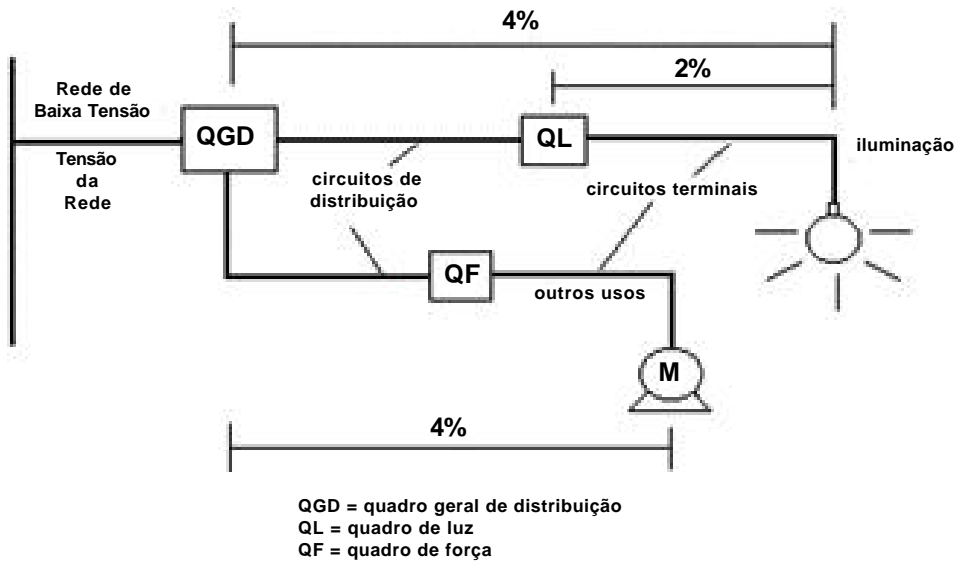 4%
2%
Rede de
Baixa Tensão
QGD
QL
iluminação
Tensão
da
Rede
circuitos de
distribuição
circuitos terminais
QF
outros usos
M
4%
QGD = quadro geral de distribuição
QL = quadro de luz
QF = quadro de força